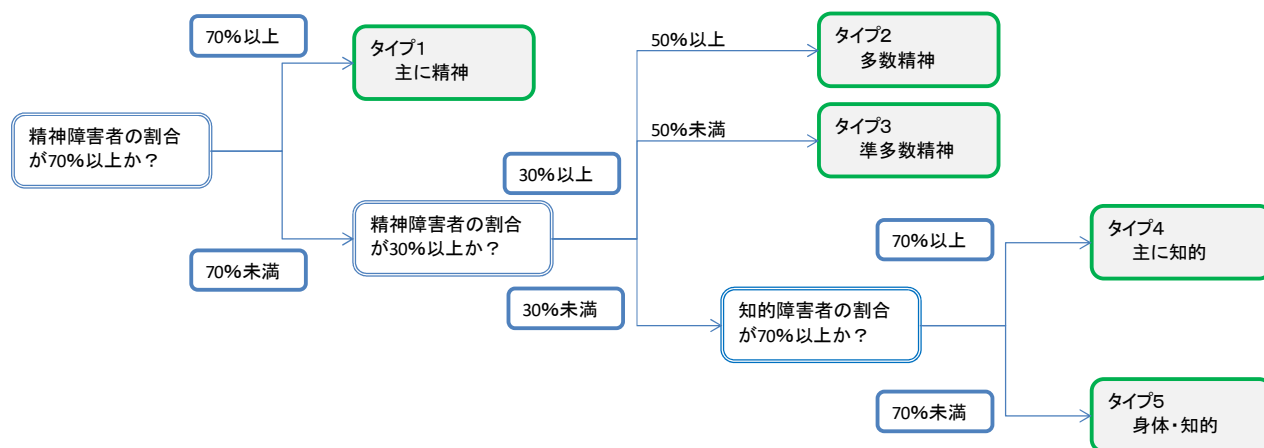 70%以上
タイプ1
主に精神
50%以上
タイプ2
多数精神
精神障害者の割合
が70%以上か？
50%未満
タイプ3
準多数精神
30%以上
精神障害者の割合
が30%以上か？
70%未満
30%未満
70%以上
タイプ4
主に知的
知的障害者の割合
が70%以上か？
70%未満
タイプ5
身体・知的